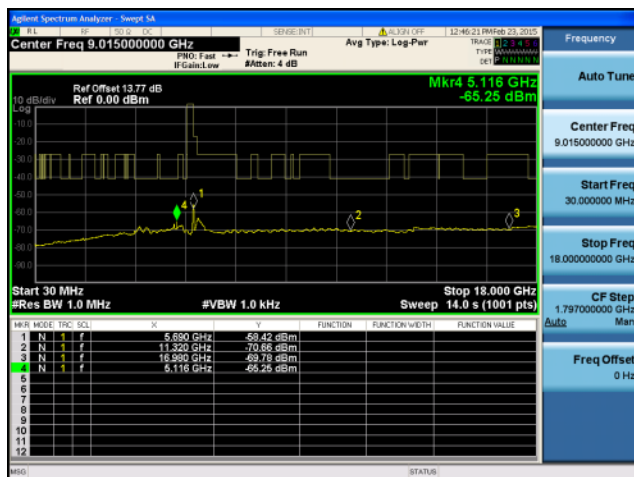 Agilent Spectrum Analyzer - Swept SA
RL RF 50 Ω DC SENSE:INT ALIGN OFF 12:46:21 PM Feb 23, 2015
Center Freq 9.015000000 GHz
PNO: Fast
IFGain:Low
Trig: Free Run
#Atten: 4 dB
Avg Type: Log-Pwr
TRACE 1 2 3 4 5 6
TYPE
DET P N N N N N
Ref Offset 13.77 dB
Mkr4 5.116 GHz
10 dB/div Ref 0.00 dBm
-65.25 dBm
Log
-10.0
-20.0
-30.0
-40.0
-50.0
-60.0
-70.0
-80.0
-90.0
1
4
2
3
Start 30 MHz
Stop 18.000 GHz
#Res BW 1.0 MHz #VBW 1.0 kHz Sweep 14.0 s (1001 pts)
MKR MODE TRC SCL X Y FUNCTION FUNCTION WIDTH FUNCTION VALUE
1 N 1 f 5.690 GHz -58.42 dBm
2 N 1 f 11.320 GHz -70.66 dBm
3 N 1 f 16.980 GHz -69.78 dBm
4 N 1 f 5.116 GHz -65.25 dBm
5
6
7
8
9
10
11
12
MSG STATUS
Frequency
Auto Tune
Center Freq
9.015000000 GHz
Start Freq
30.000000 MHz
Stop Freq
18.000000000 GHz
CF Step
1.797000000 GHz
Auto Man
Freq Offset
0 Hz